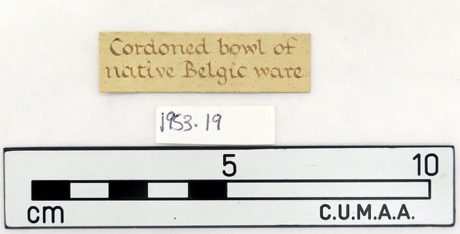 Cordoned bowl of
native Belgic ware
1953.19
5 10
cm C.U.M.A.A.